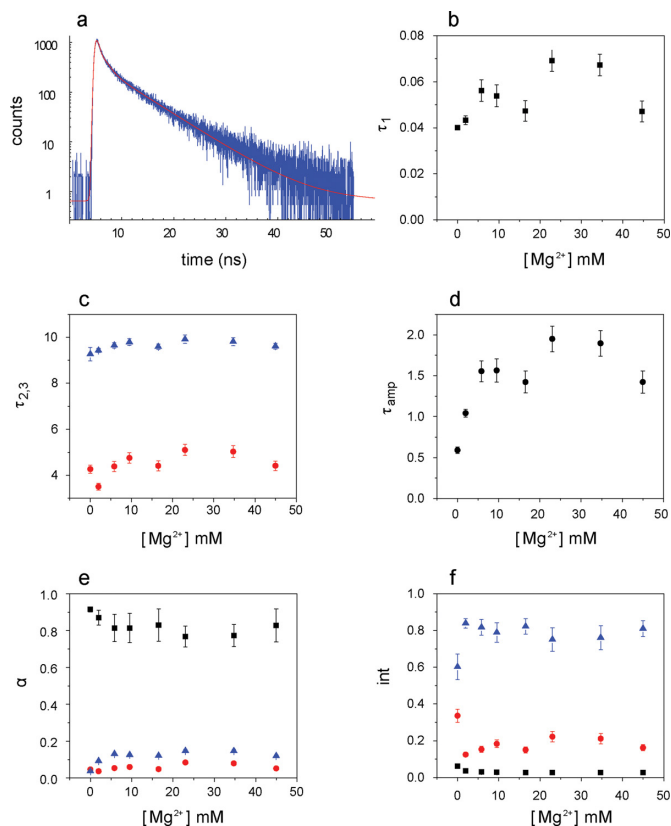 a
1000
100
10
1
counts
10 20 30 40 50
time (ns)
b
0.08
0.06
0.04
0.02
0.00
τ₁
0 10 20 30 40 50
[Mg²⁺] mM
c
10
8
6
4
τ₂,₃
0 10 20 30 40 50
[Mg²⁺] mM
d
2.0
1.5
1.0
0.5
0.0
τamp
0 10 20 30 40 50
[Mg²⁺] mM
e
1.0
0.8
0.6
0.4
0.2
0.0
α
0 10 20 30 40 50
[Mg²⁺] mM
f
1.0
0.8
0.6
0.4
0.2
0.0
int
0 10 20 30 40 50
[Mg²⁺] mM